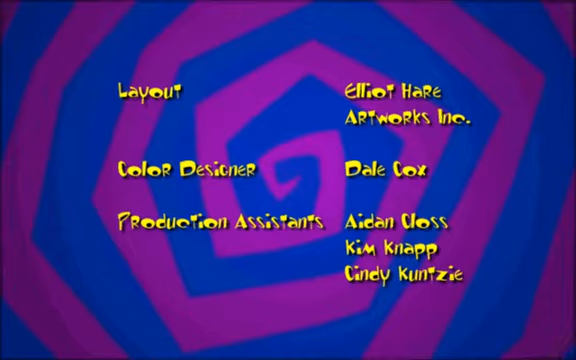 Layout Elliot Hare
Artworks Inc.
Color Designer Dale Cox
Production Assistants Aidan Closs
Kim Knapp
Cindy Kuntzie